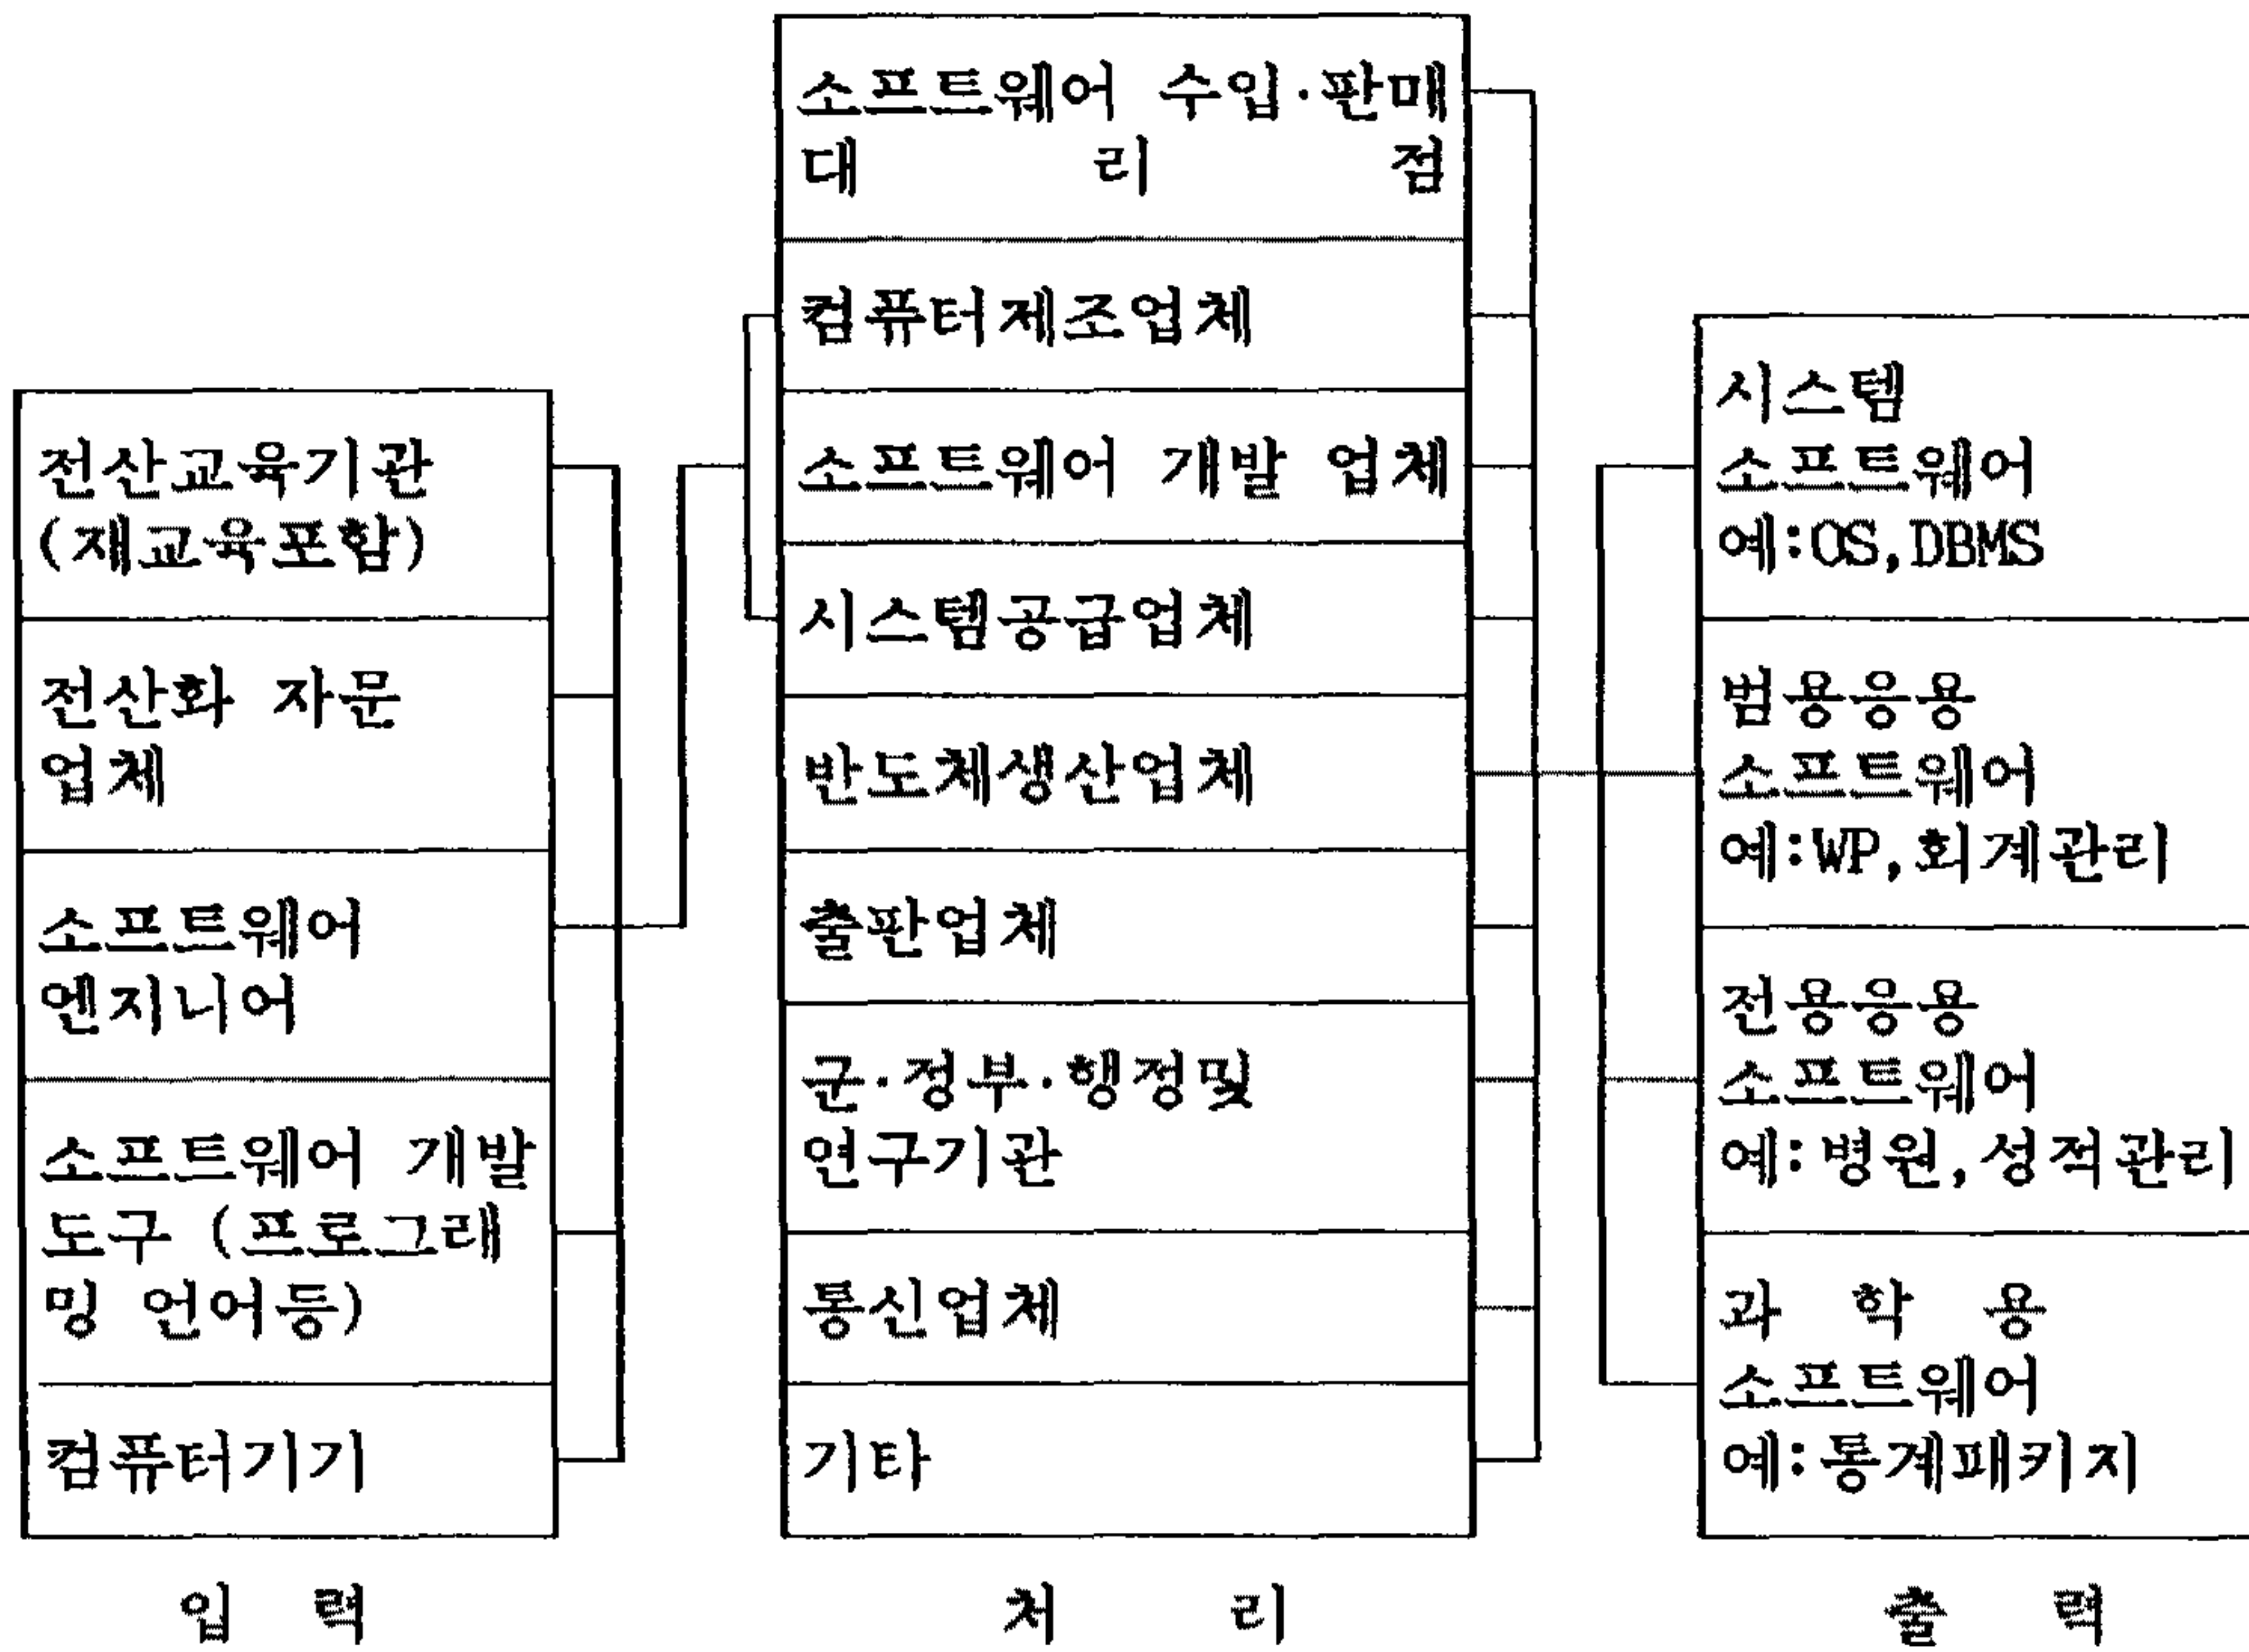 전산교육기관
(재교육포함)
전산화 자문
업체
소프트웨어
엔지니어
소프트웨어 개발
도구 (프로그래
밍 언어등)
컴퓨터기기
입 력
소프트웨어 수입·판매
대 리 점
컴퓨터제조업체
소프트웨어 개발 업체
시스템공급업체
반도체생산업체
출판업체
군·정부·행정및
연구기관
통신업체
기타
처 리
시스템
소프트웨어
예:OS,DBMS
범용응용
소프트웨어
예:WP,회계관리
전용응용
소프트웨어
예:병원,성적관리
과 학 용
소프트웨어
예:통계패키지
출 력